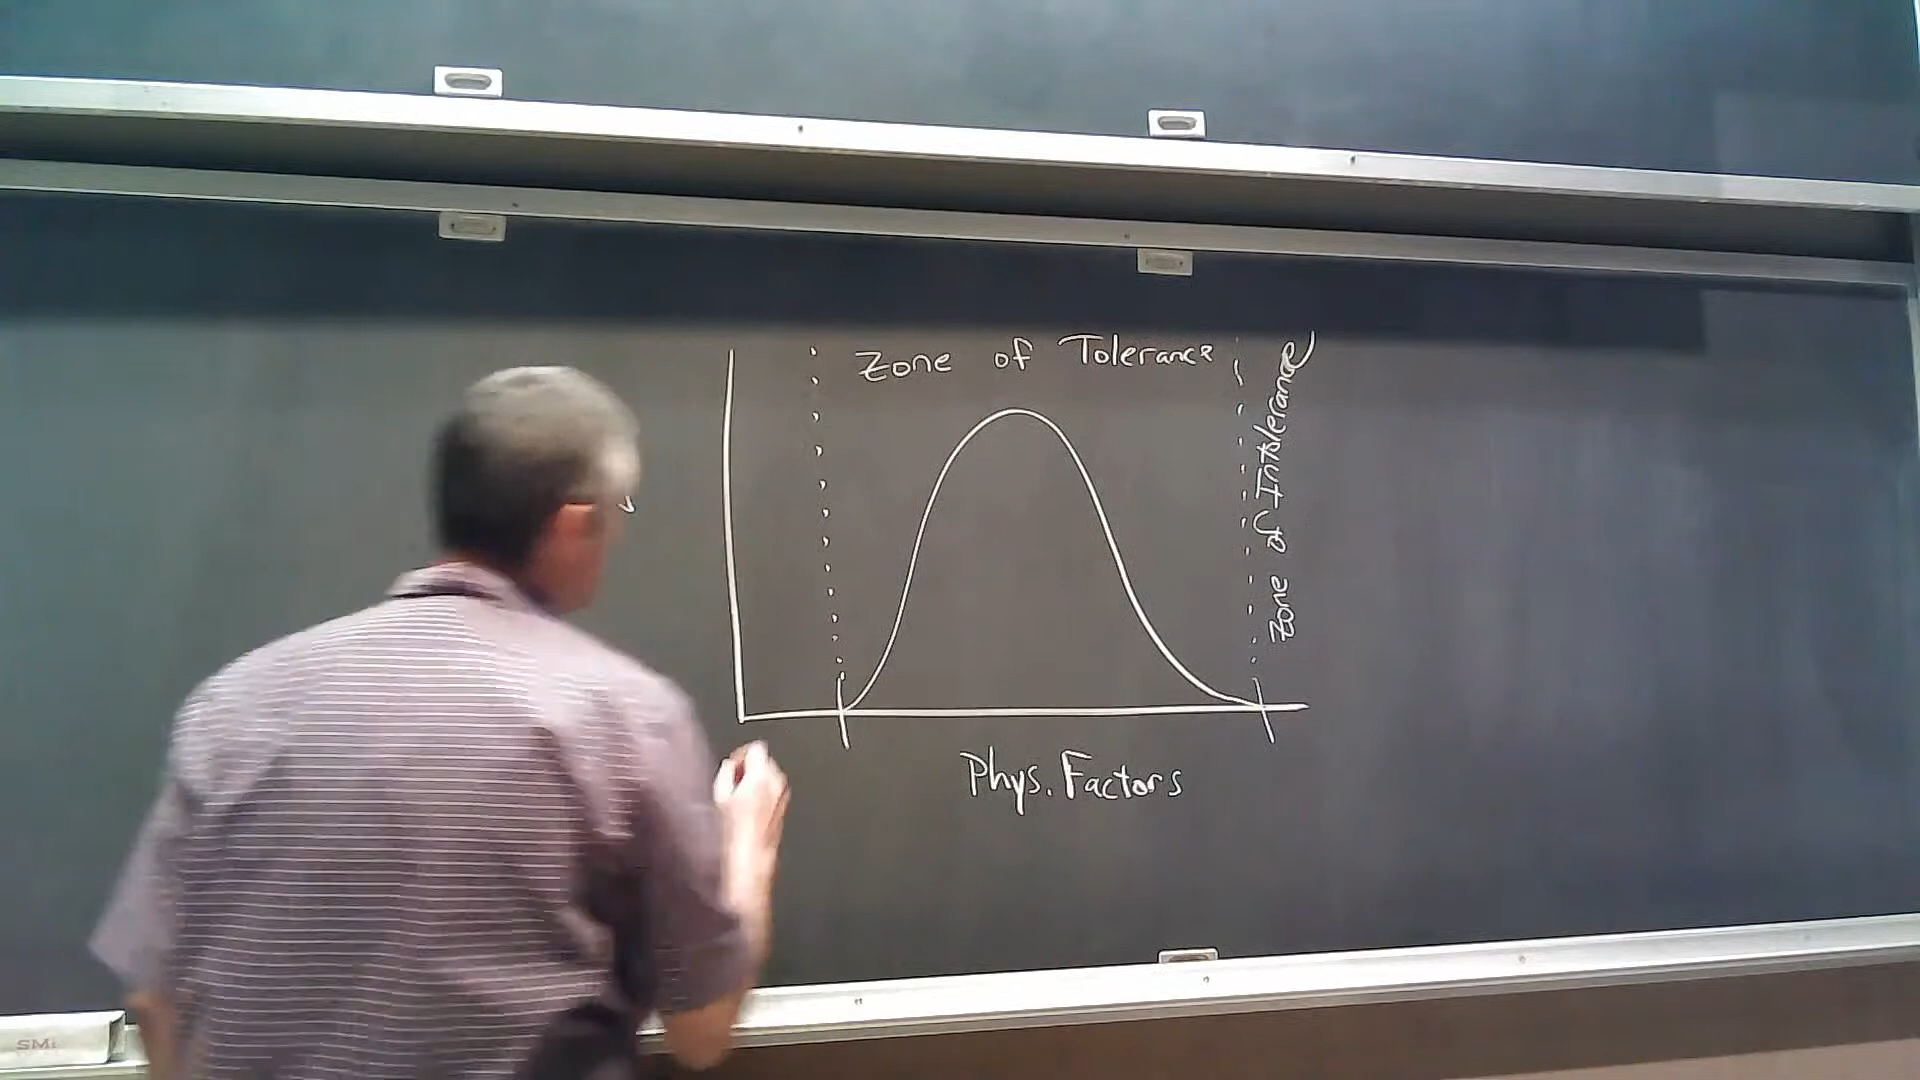 Zone of Tolerance
Zone of Intolerance
Phys. Factors